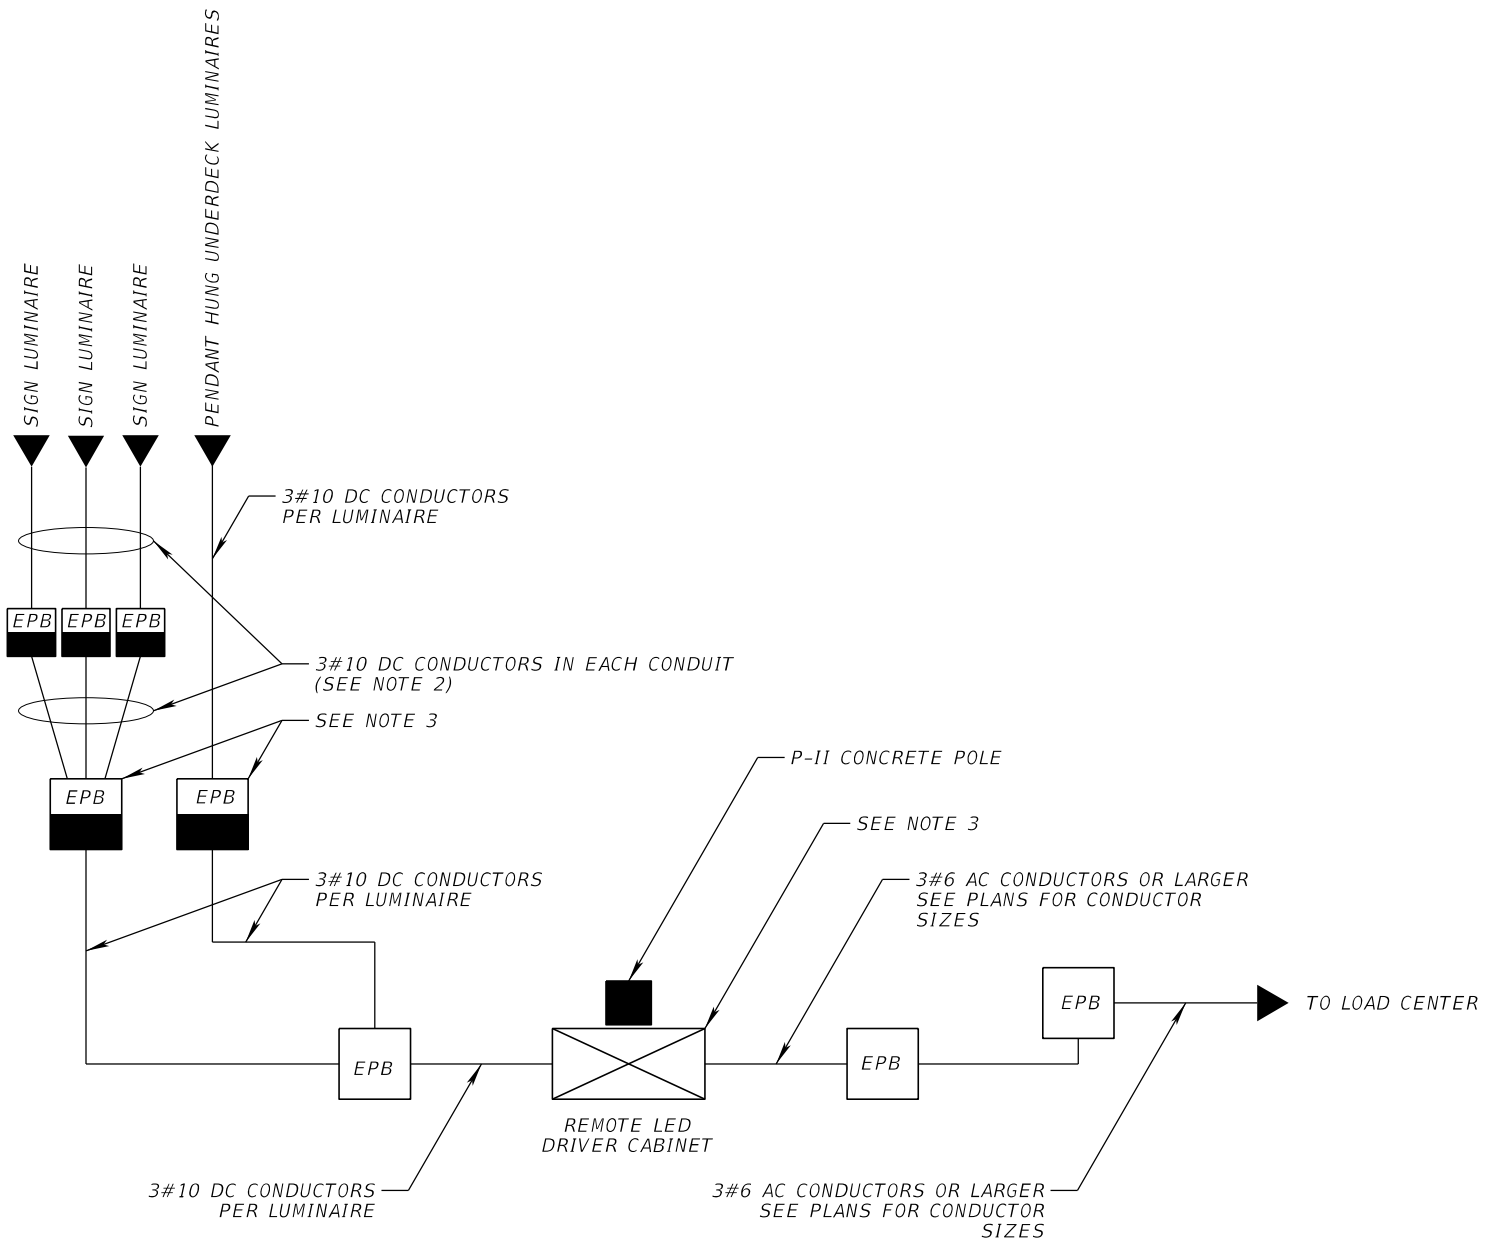 PENDANT HUNG UNDERDECK LUMINAIRES
SIGN LUMINAIRE
SIGN LUMINAIRE
SIGN LUMINAIRE
3#10 DC CONDUCTORS
PER LUMINAIRE
EPB
EPB
EPB
3#10 DC CONDUCTORS IN EACH CONDUIT
(SEE NOTE 2)
SEE NOTE 3
P-II CONCRETE POLE
EPB
EPB
SEE NOTE 3
3#10 DC CONDUCTORS
PER LUMINAIRE
3#6 AC CONDUCTORS OR LARGER
SEE PLANS FOR CONDUCTOR
SIZES
EPB
TO LOAD CENTER
EPB
EPB
REMOTE LED
DRIVER CABINET
3#10 DC CONDUCTORS
PER LUMINAIRE
3#6 AC CONDUCTORS OR LARGER
SEE PLANS FOR CONDUCTOR
SIZES